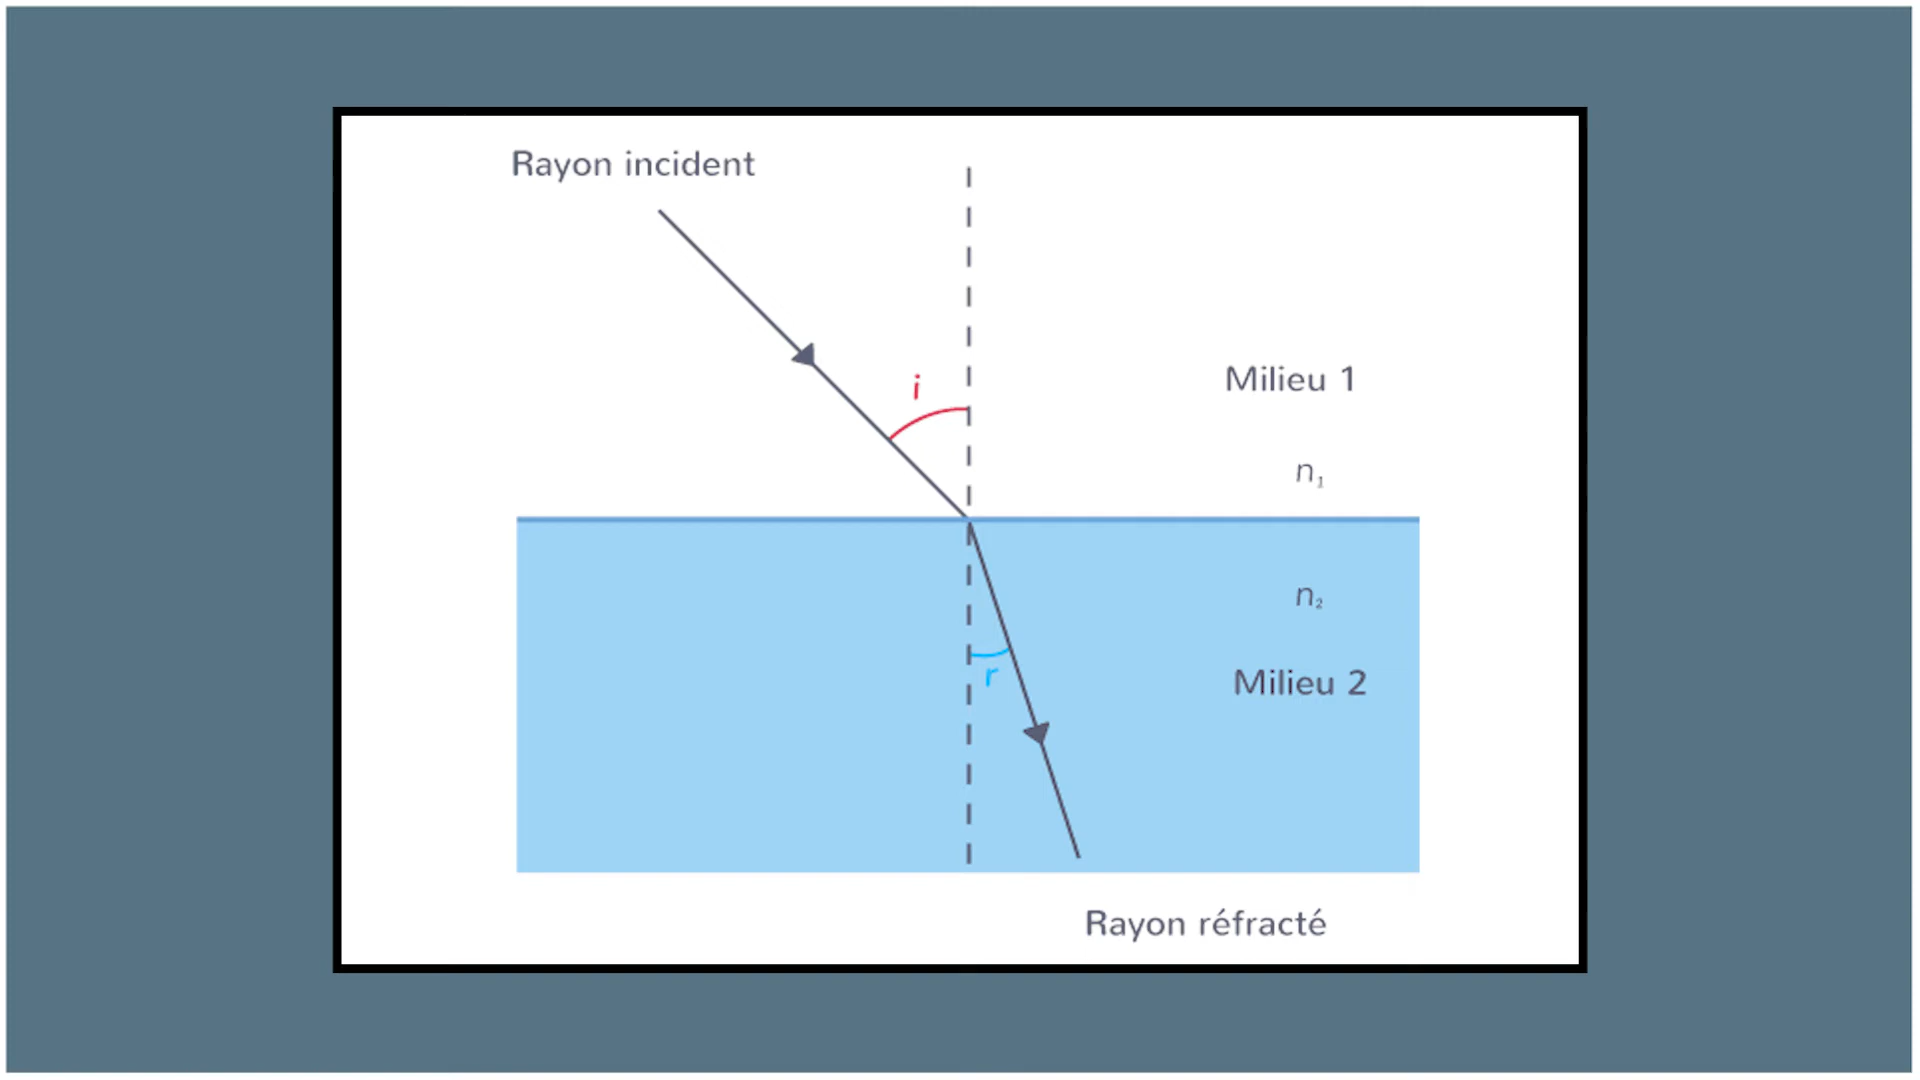 Rayon incident
i
Milieu 1
n₁
n₂
r
Milieu 2
Rayon réfracté